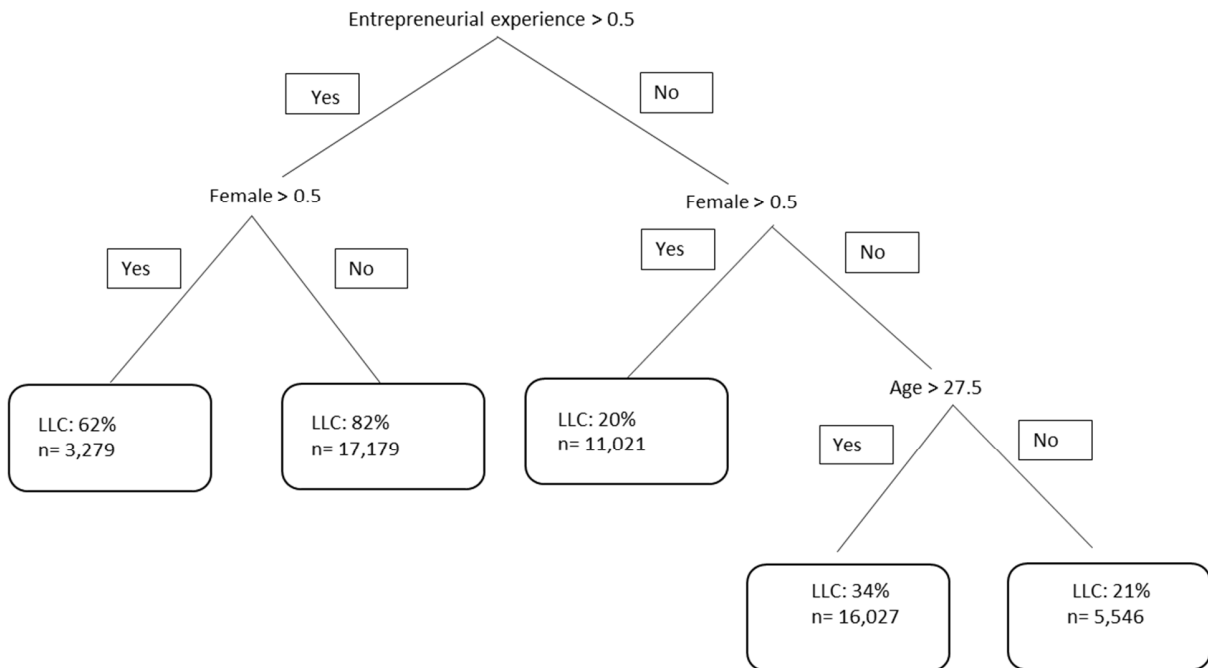 Entrepreneurial experience > 0.5
Yes
No
Female > 0.5
Female > 0.5
Yes
No
Yes
No
Age > 27.5
LLC: 62%
n= 3,279
LLC: 82%
n= 17,179
LLC: 20%
n= 11,021
Yes
No
LLC: 34%
n= 16,027
LLC: 21%
n= 5,546